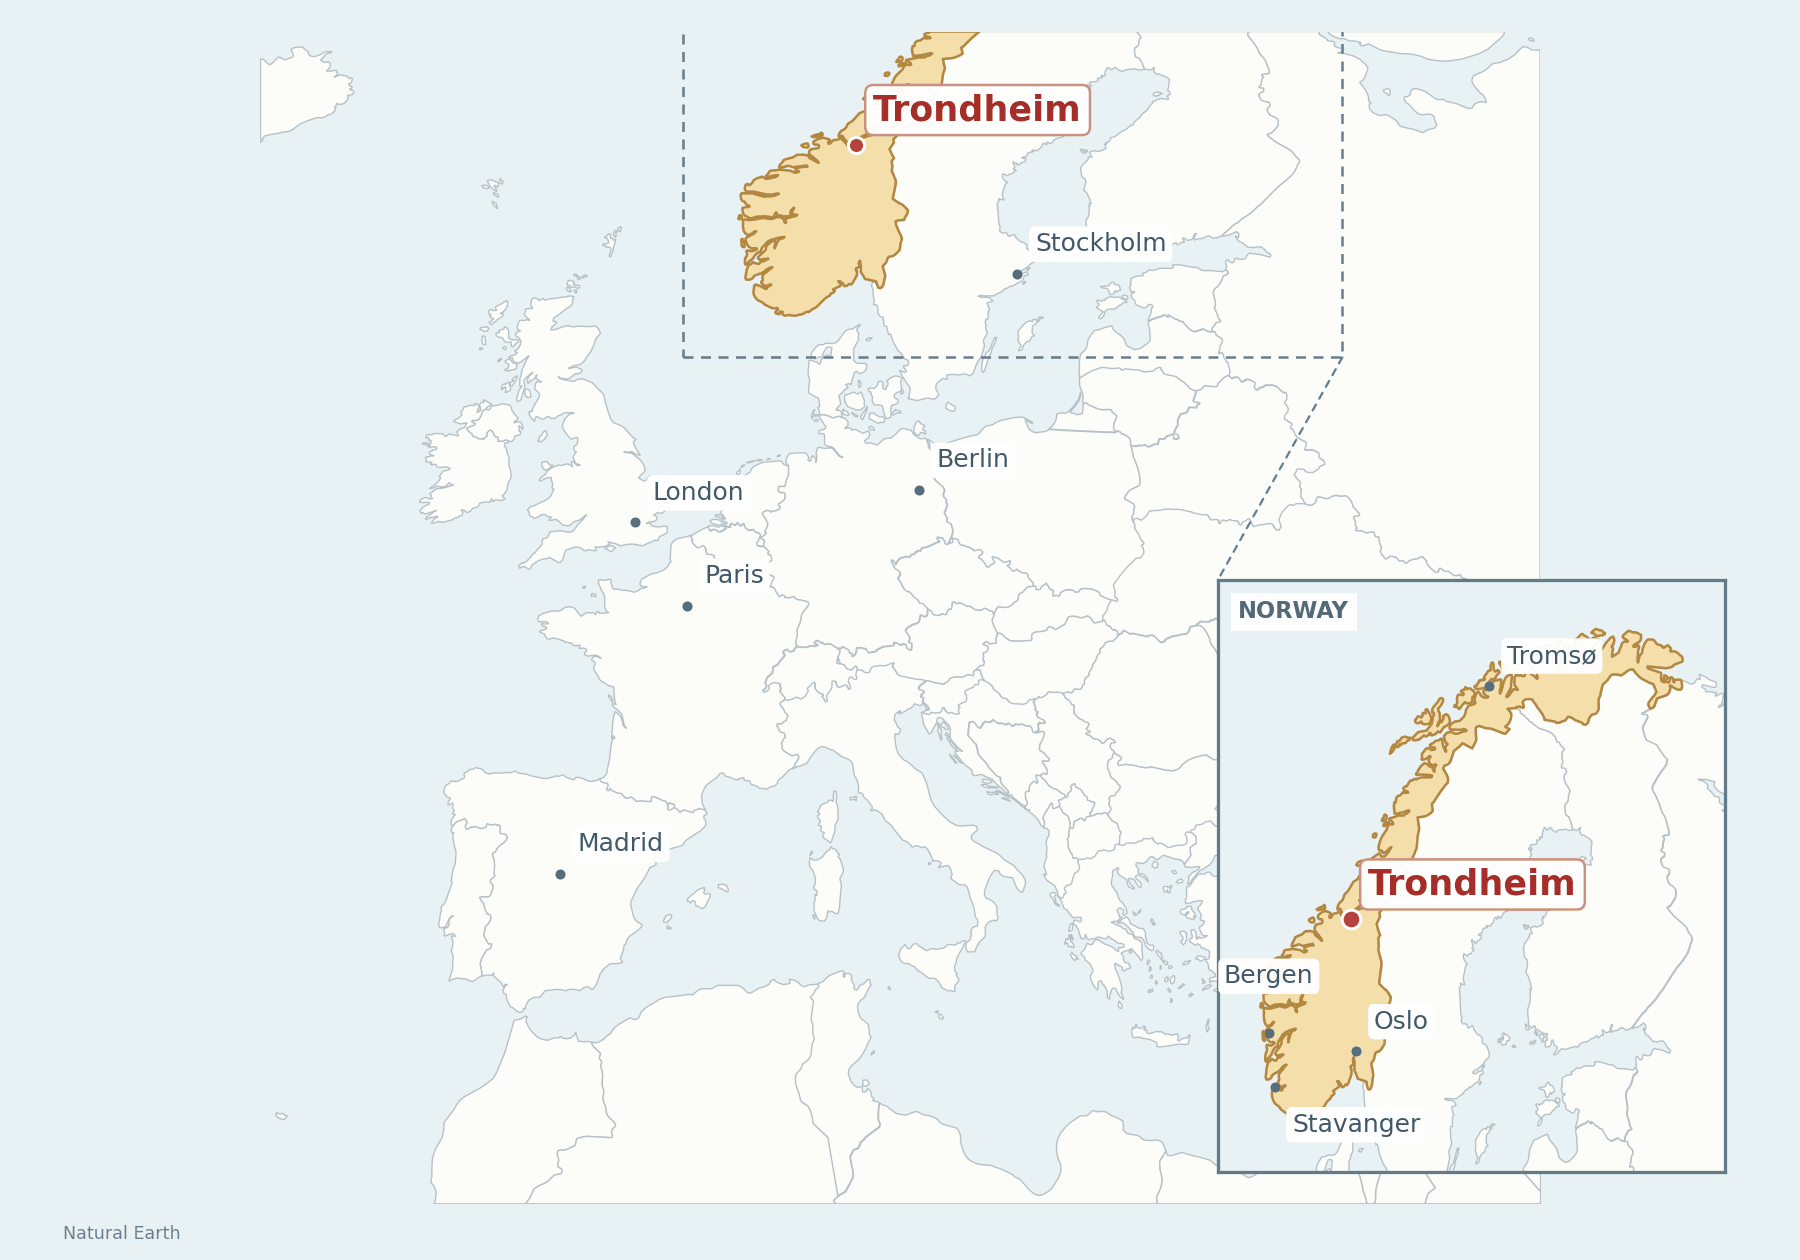 Trondheim
Stockholm
Berlin
London
Paris
Madrid
NORWAY
Tromsø
Trondheim
Bergen
Oslo
Stavanger
Natural Earth